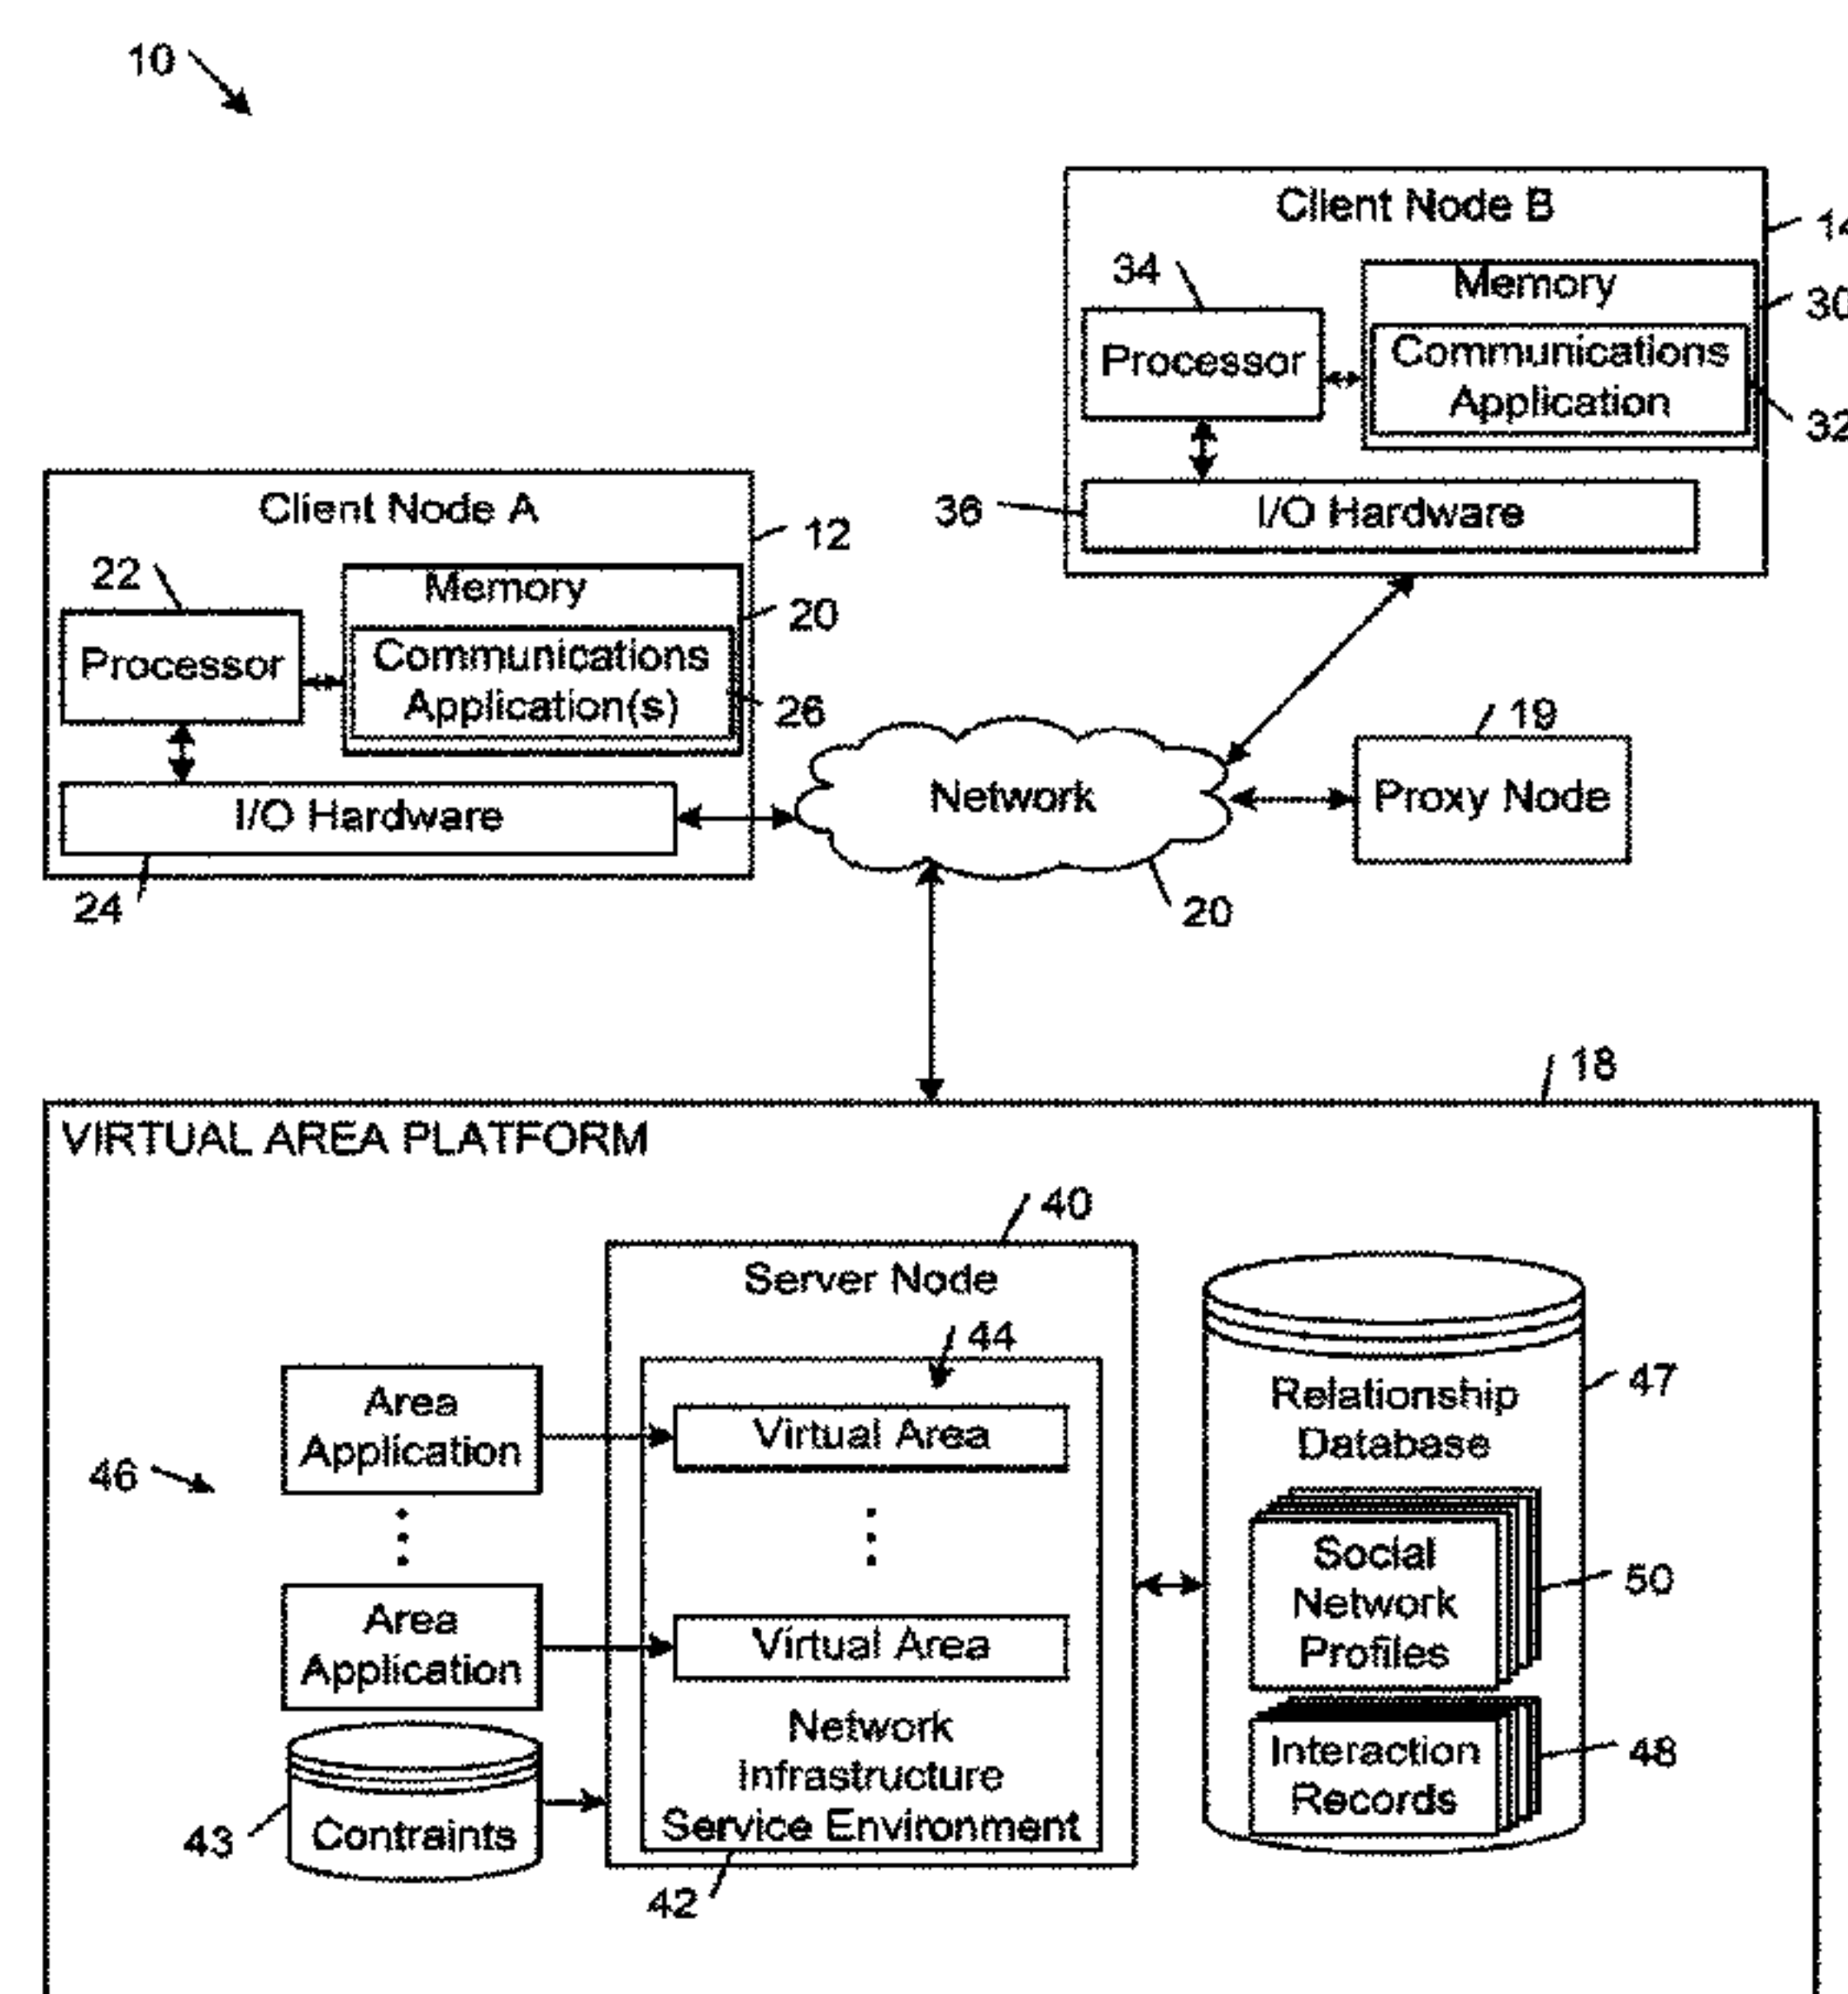 10
Client Node B
14
34
Memory
30
Processor
Communications
Application
32
36
I/O Hardware
Client Node A
12
22
Memory
20
Processor
Communications
Application(s)
26
I/O Hardware
24
Network
20
19
Proxy Node
18
VIRTUAL AREA PLATFORM
40
Server Node
44
46
Area
Application
Virtual Area
Area
Application
Virtual Area
Network
Infrastructure
Service Environment
42
43
Contraints
Relationship
Database
47
Social
Network
Profiles
50
Interaction
Records
48